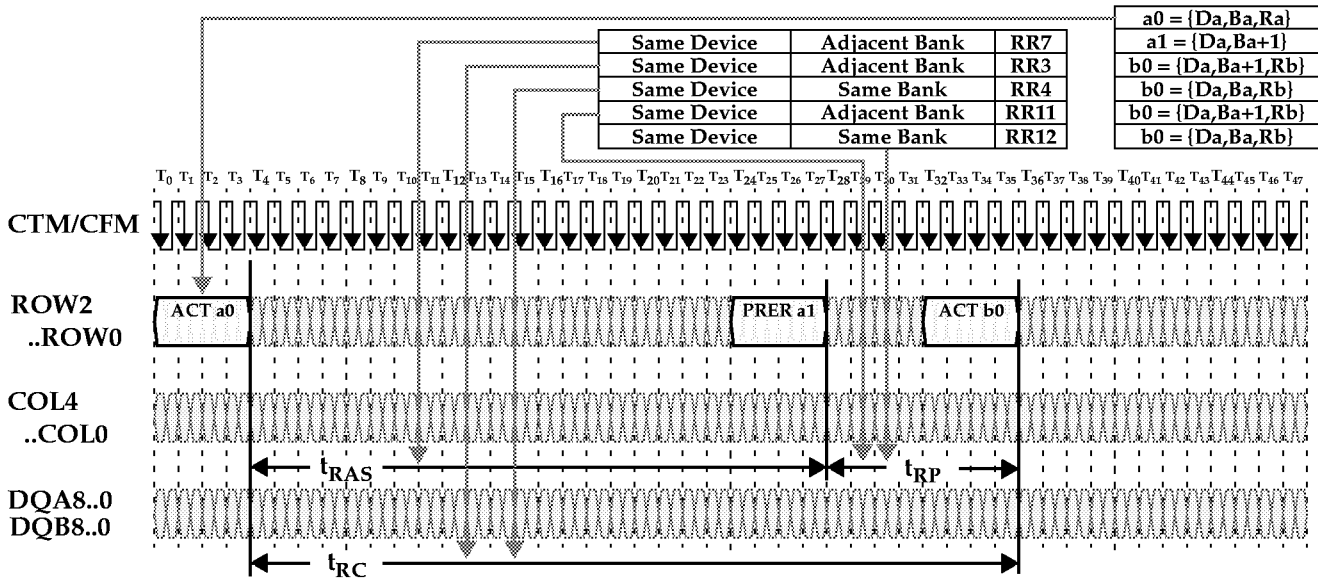 a0 = {Da,Ba,Ra}
Same Device Adjacent Bank RR7 a1 = {Da,Ba+1}
Same Device Adjacent Bank RR3 b0 = {Da,Ba+1,Rb}
Same Device Same Bank RR4 b0 = {Da,Ba,Rb}
Same Device Adjacent Bank RR11 b0 = {Da,Ba+1,Rb}
Same Device Same Bank RR12 b0 = {Da,Ba,Rb}
T0 T1 T2 T3 T4 T5 T6 T7 T8 T9 T10 T11 T12 T13 T14 T15 T16 T17 T18 T19 T20 T21 T22 T23 T24 T25 T26 T27 T28 T31 T32 T33 T34 T35 T36 T37 T38 T39 T40 T41 T42 T43 T44 T45 T46 T47
CTM/CFM
ROW2
..ROW0
ACT a0 PRER a1 ACT b0
COL4
..COL0
tRAS tRP
DQA8..0
DQB8..0
tRC